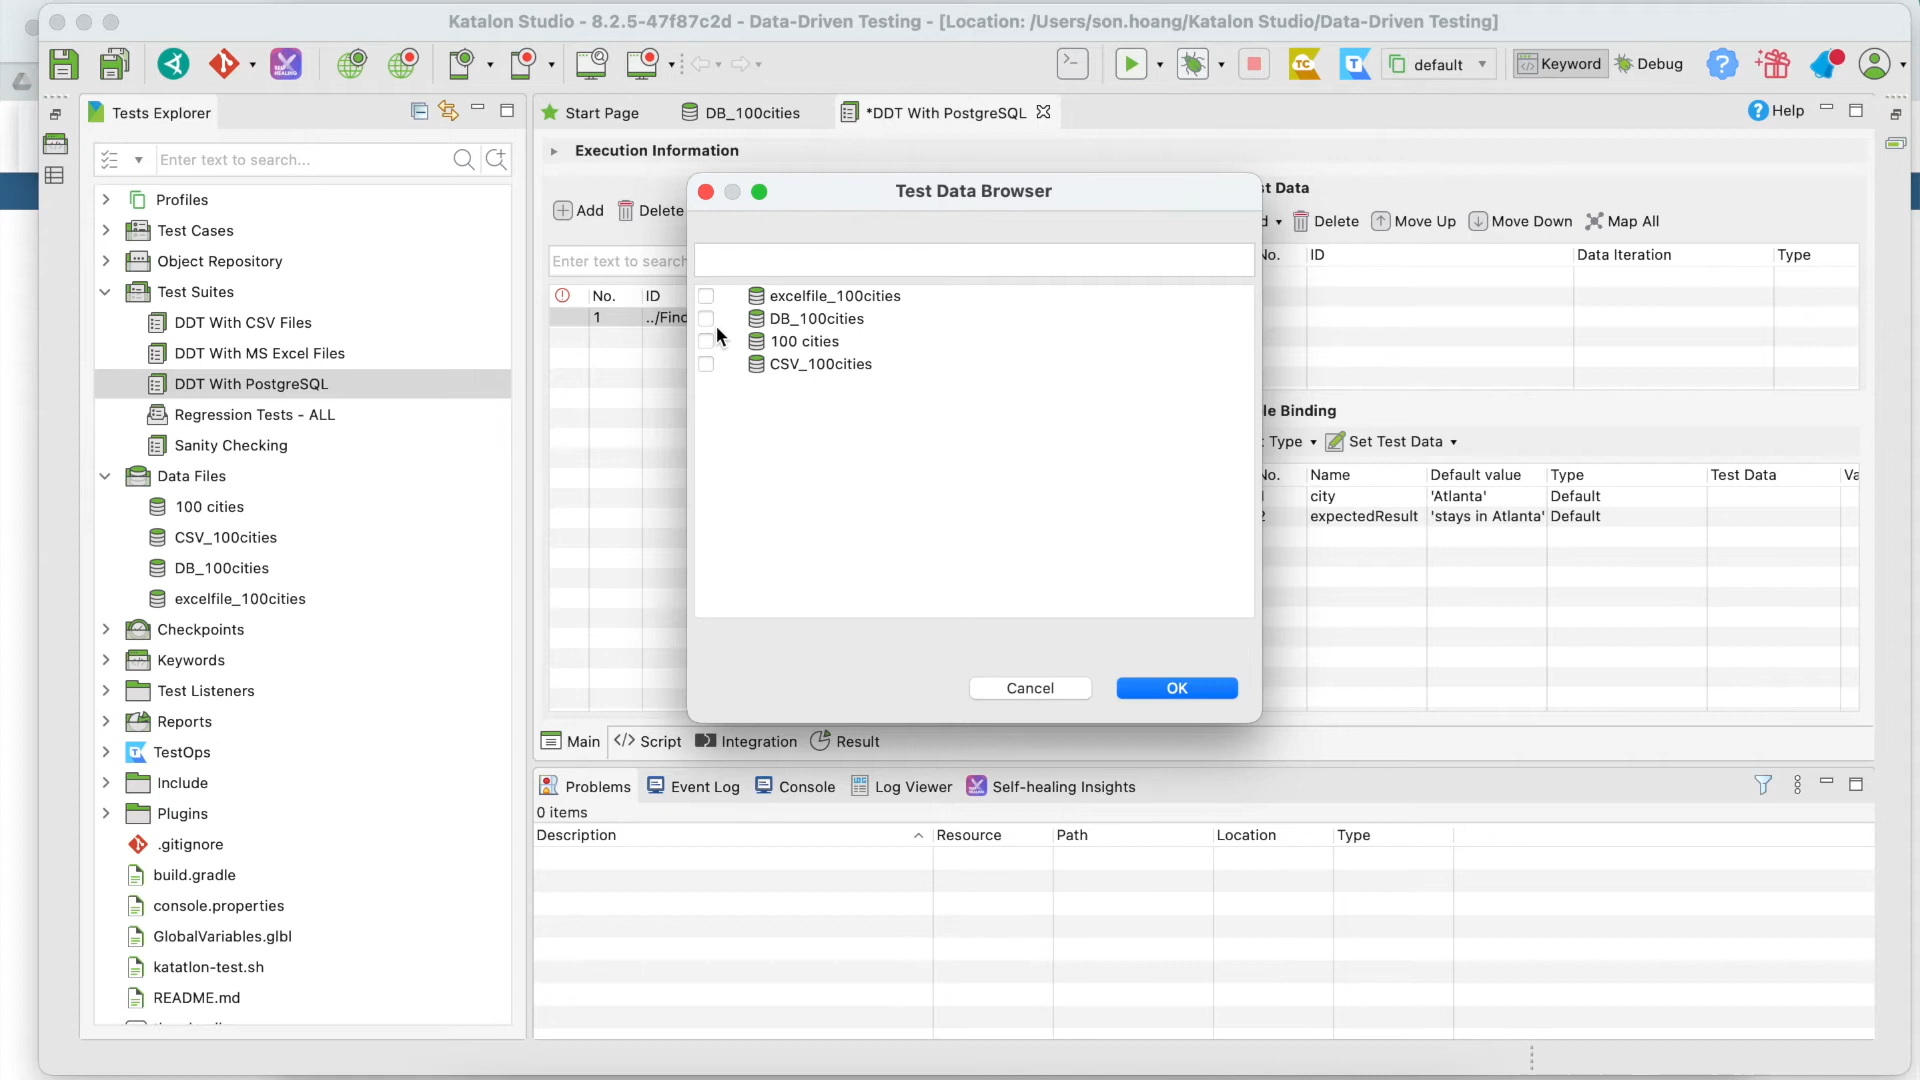 Katalon Studio - 8.2.5-47f87c2d - Data-Driven Testing - [Location: /Users/son.hoang/Katalon Studio/Data-Driven Testing]
default
Keyword
Debug
Tests Explorer
Start Page
DB_100cities
*DDT With PostgreSQL
Help
Enter text to search...
Profiles
Test Cases
Object Repository
Test Suites
DDT With CSV Files
DDT With MS Excel Files
DDT With PostgreSQL
Regression Tests - ALL
Sanity Checking
Data Files
100 cities
CSV_100cities
DB_100cities
excelfile_100cities
Checkpoints
Keywords
Test Listeners
Reports
TestOps
Include
Plugins
.gitignore
build.gradle
console.properties
GlobalVariables.glbl
katatlon-test.sh
README.md
Execution Information
Add Delete
Enter text to search
No. ID
1 ../Find
Test Data Browser
excelfile_100cities
DB_100cities
100 cities
CSV_100cities
Cancel OK
st Data
d Delete Move Up Move Down Map All
No. ID Data Iteration Type
le Binding
: Type Set Test Data
No. Name Default value Type Test Data Va
1 city 'Atlanta' Default
2 expectedResult 'stays in Atlanta' Default
Main Script Integration Result
Problems Event Log Console Log Viewer Self-healing Insights
0 items
Description Resource Path Location Type